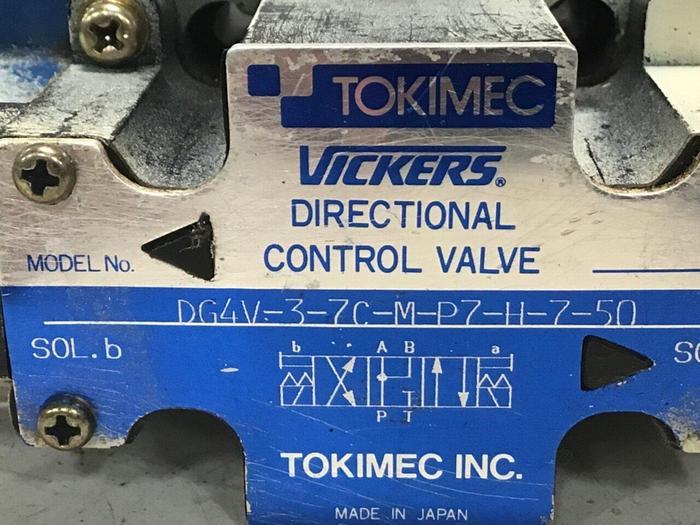 TOKIMEC
VICKERS®
DIRECTIONAL
CONTROL VALVE
MODEL No.
DG4V-3-7C-M-P7-H-7-50
SOL.b
b A B a
P T
TOKIMEC INC.
MADE IN JAPAN